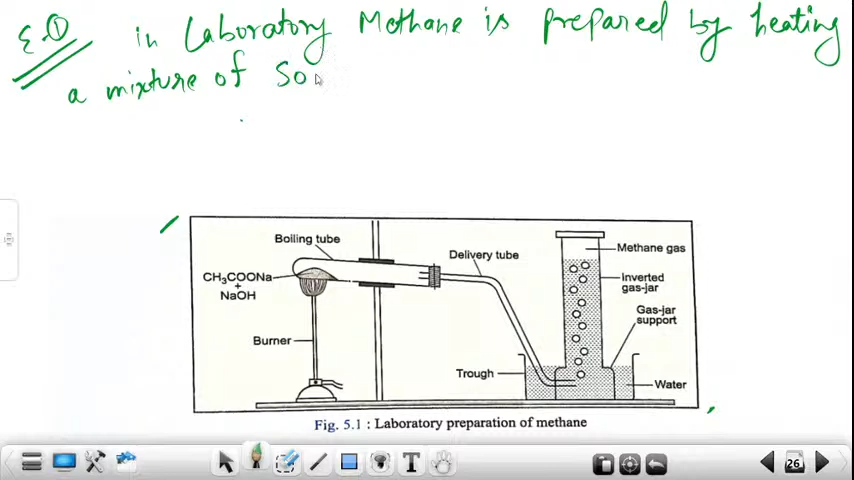 E.①
in Laboratory Methane is prepared by heating
a mixture of So
Boiling tube
Delivery tube
Methane gas
CH₃COONa
+
NaOH
Inverted
gas-jar
Gas-jar
support
Burner
Trough
Water
Fig. 5.1 : Laboratory preparation of methane
T
26